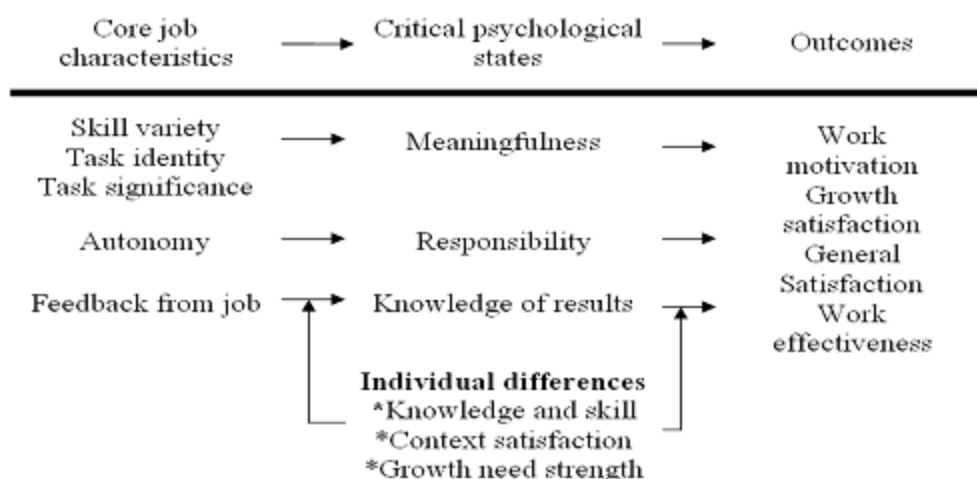 Core job characteristics
Critical psychological states
Outcomes
Skill variety
Task identity
Task significance
Meaningfulness
Autonomy
Responsibility
Feedback from job
Knowledge of results
Work
motivation
Growth
satisfaction
General
Satisfaction
Work
effectiveness
Individual differences
*Knowledge and skill
*Context satisfaction
*Growth need strength